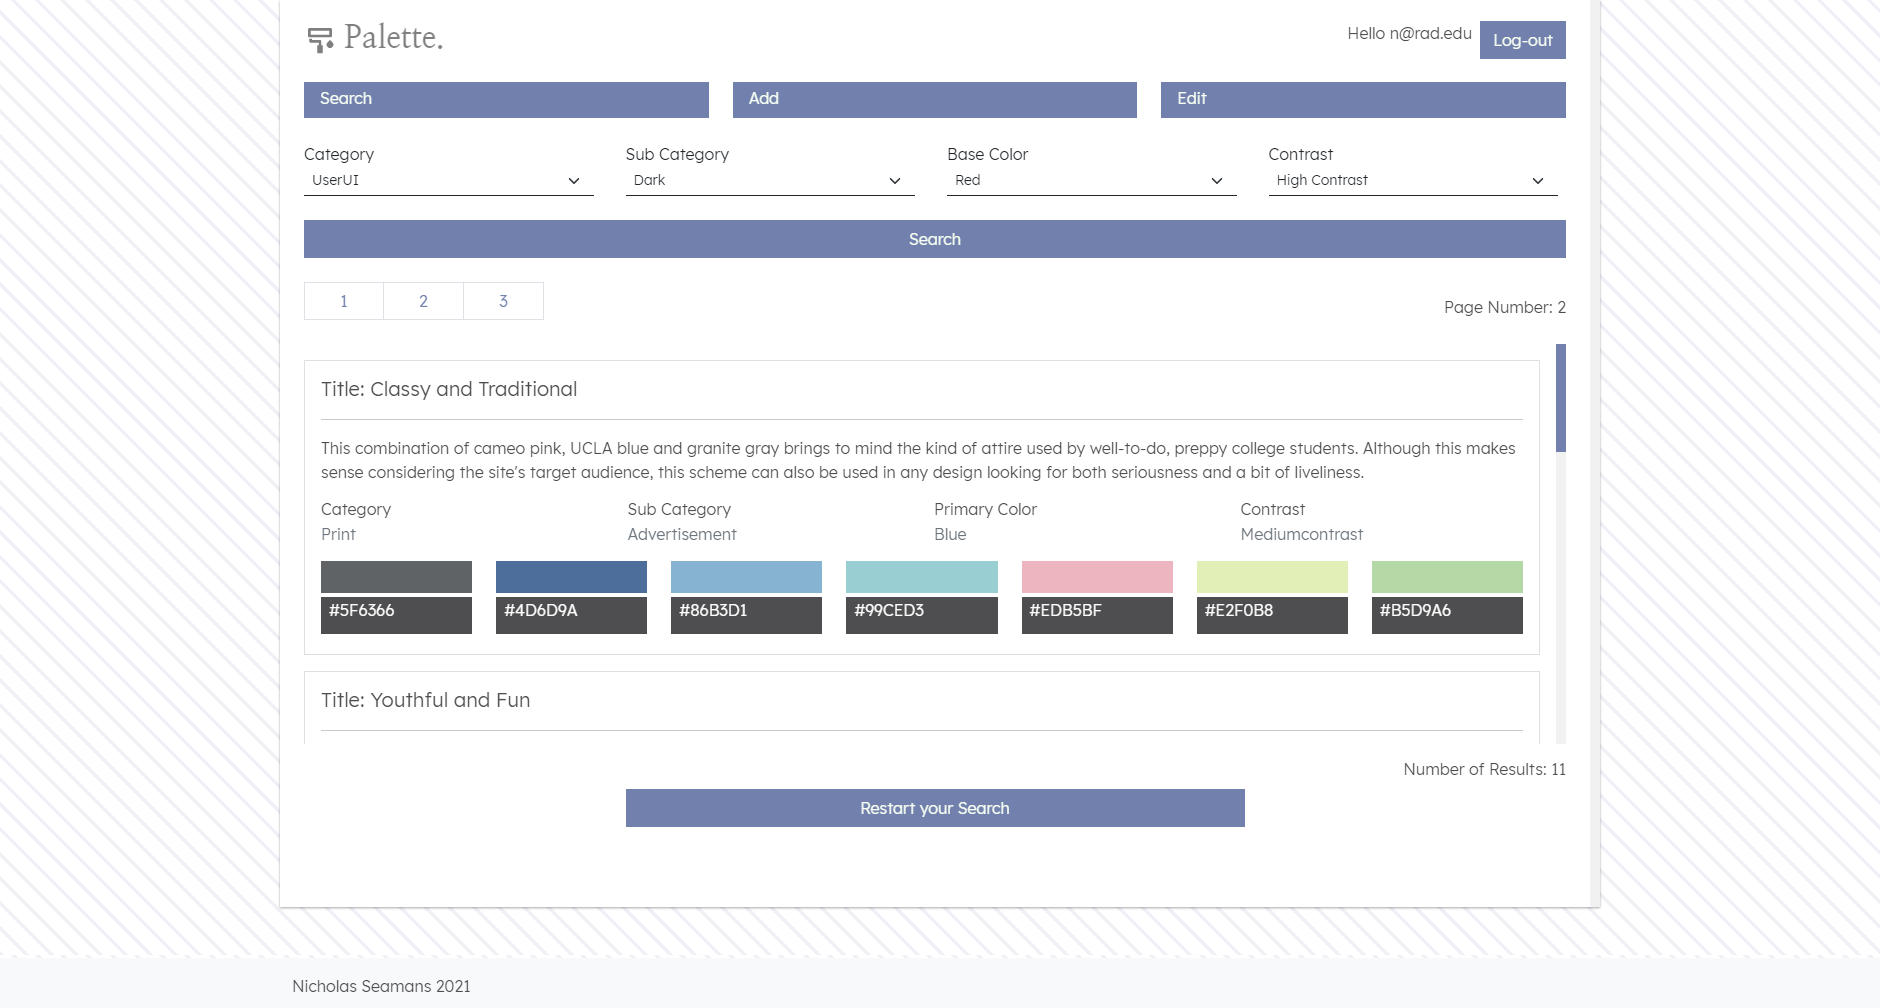 Palette.
Hello n@rad.edu
Log-out
Search
Add
Edit
Category
Sub Category
Base Color
Contrast
UserUI
Dark
Red
High Contrast
Search
1 2 3
Page Number: 2
Title: Classy and Traditional
This combination of cameo pink, UCLA blue and granite gray brings to mind the kind of attire used by well-to-do, preppy college students. Although this makes
sense considering the site's target audience, this scheme can also be used in any design looking for both seriousness and a bit of liveliness.
Category
Sub Category
Primary Color
Contrast
Print
Advertisement
Blue
Mediumcontrast
#5F6366
#4D6D9A
#86B3D1
#99CED3
#EDB5BF
#E2F0B8
#B5D9A6
Title: Youthful and Fun
Number of Results: 11
Restart your Search
Nicholas Seamans 2021